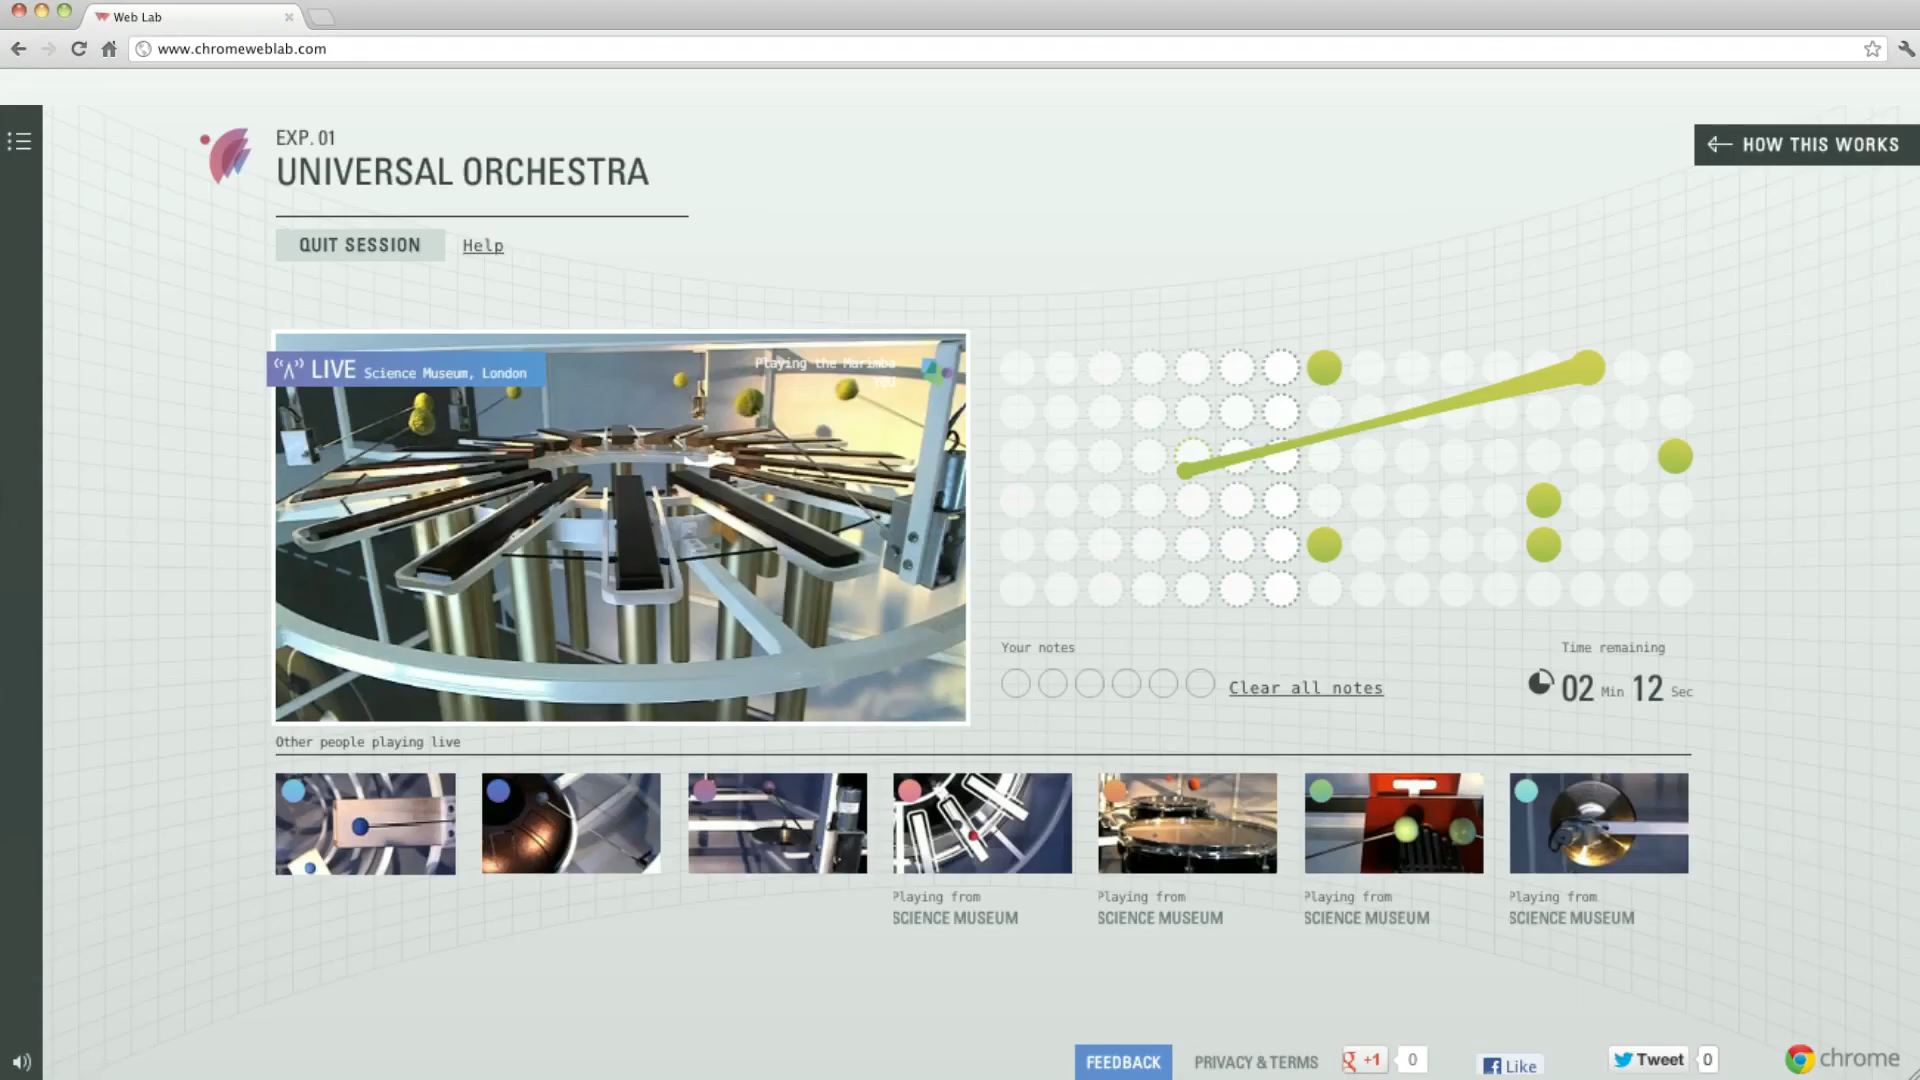 Web Lab
www.chromeweblab.com
EXP. 01
UNIVERSAL ORCHESTRA
HOW THIS WORKS
QUIT SESSION Help
LIVE Science Museum, London
Playing the Marimba
YOU
Your notes
Clear all notes
Time remaining
02 Min 12 Sec
Other people playing live
Playing from
SCIENCE MUSEUM
Playing from
SCIENCE MUSEUM
Playing from
SCIENCE MUSEUM
Playing from
SCIENCE MUSEUM
FEEDBACK PRIVACY & TERMS g +1 0 Like Tweet 0 chrome